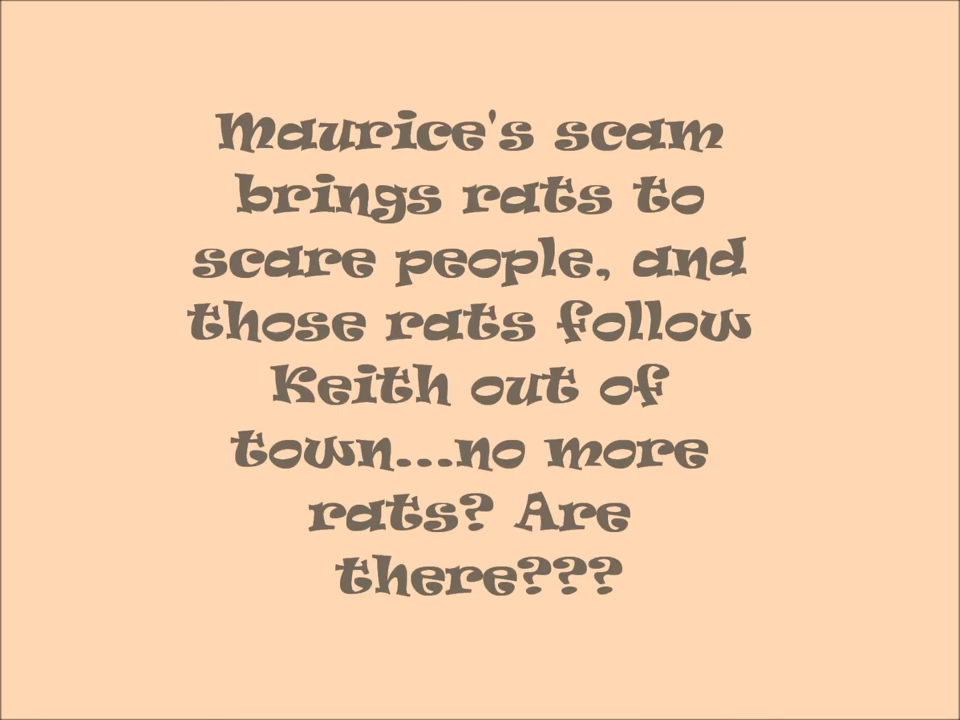 Maurice's scam
brings rats to
scare people, and
those rats follow
Keith out of
town...no more
rats? Are
there???